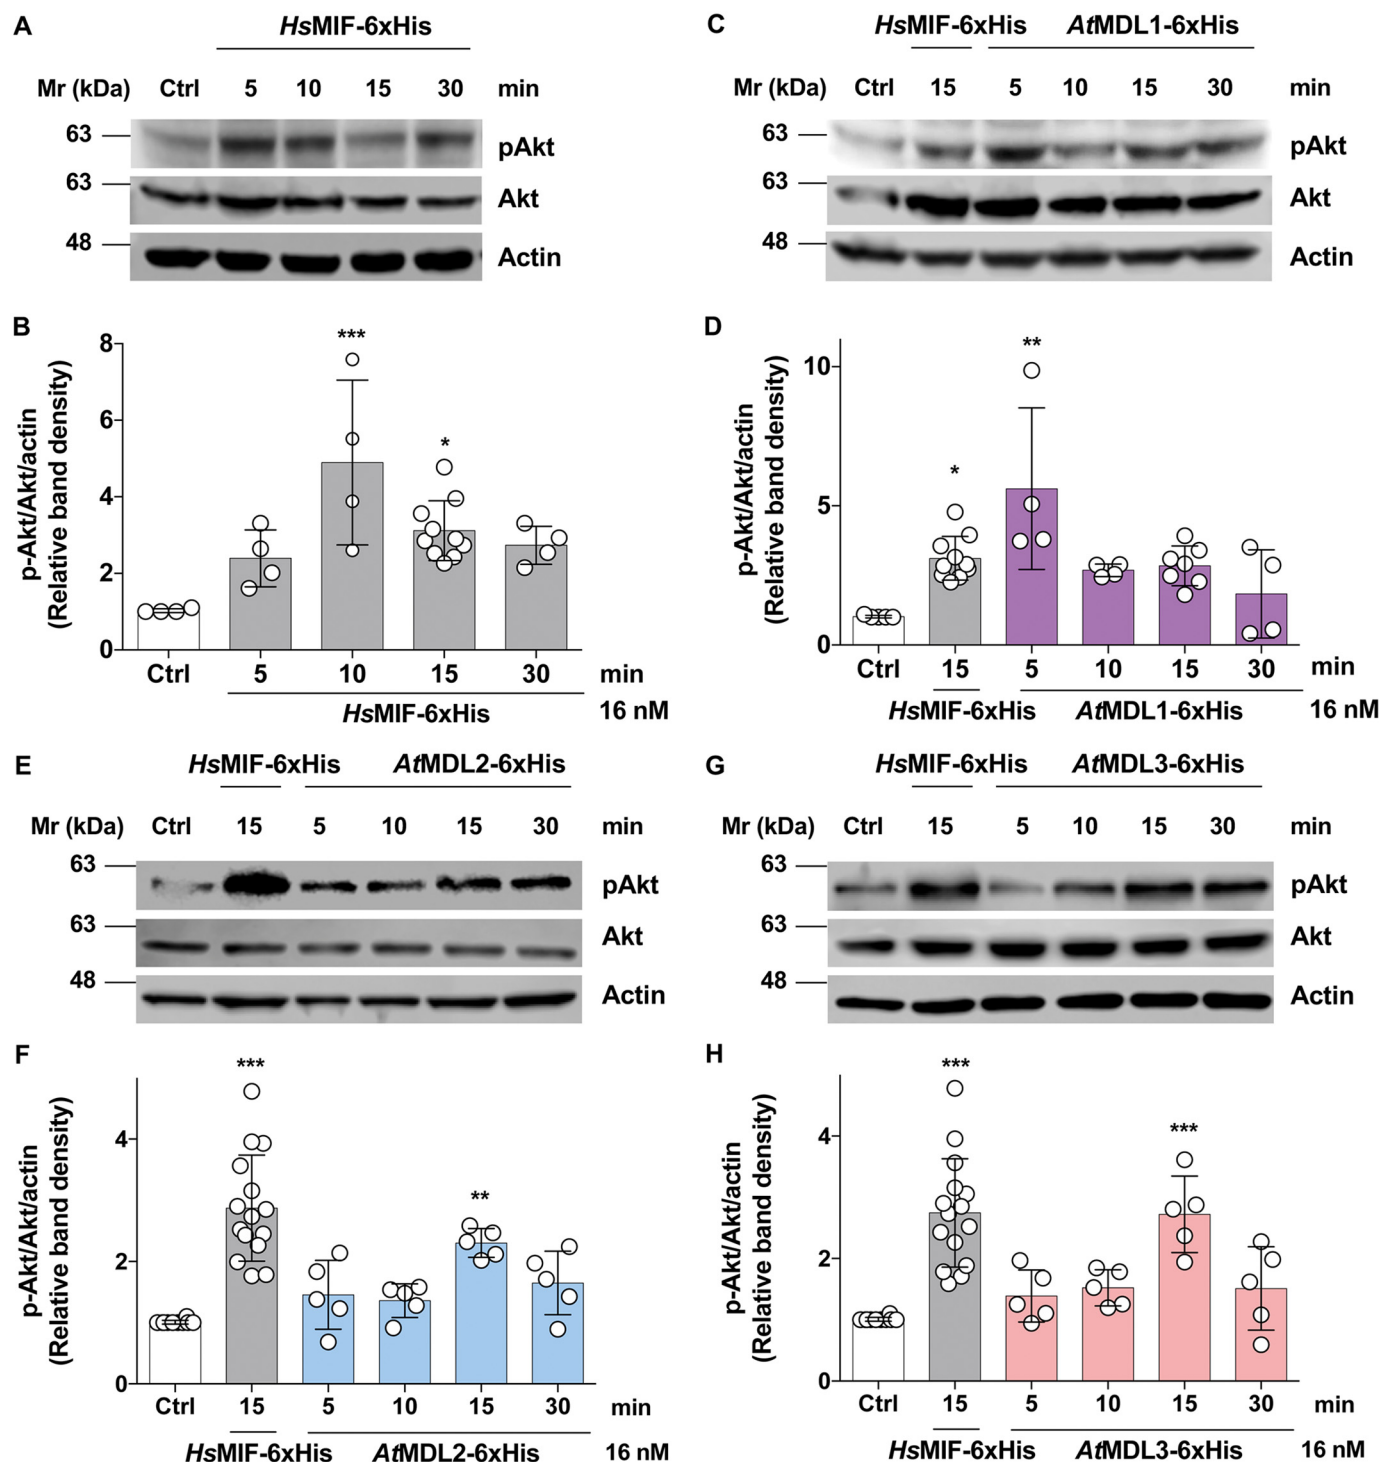 A
HsMIF-6xHis
Mr (kDa) Ctrl 5 10 15 30 min
63 pAkt
63 Akt
48 Actin
C
HsMIF-6xHis AtMDL1-6xHis
Mr (kDa) Ctrl 15 5 10 15 30 min
63 pAkt
63 Akt
48 Actin
B
p-Akt/Akt/actin
(Relative band density)
8
6
4
2
0
***
*
Ctrl 5 10 15 30 min
HsMIF-6xHis 16 nM
D
p-Akt/Akt/actin
(Relative band density)
10
5
0
*
**
Ctrl 15 5 10 15 30 min
HsMIF-6xHis AtMDL1-6xHis 16 nM
E
HsMIF-6xHis AtMDL2-6xHis
Mr (kDa) Ctrl 15 5 10 15 30 min
63 pAkt
63 Akt
48 Actin
G
HsMIF-6xHis AtMDL3-6xHis
Mr (kDa) Ctrl 15 5 10 15 30 min
63 pAkt
63 Akt
48 Actin
F
p-Akt/Akt/actin
(Relative band density)
4
2
0
***
**
Ctrl 15 5 10 15 30 min
HsMIF-6xHis AtMDL2-6xHis 16 nM
H
p-Akt/Akt/actin
(Relative band density)
4
2
0
***
***
Ctrl 15 5 10 15 30 min
HsMIF-6xHis AtMDL3-6xHis 16 nM